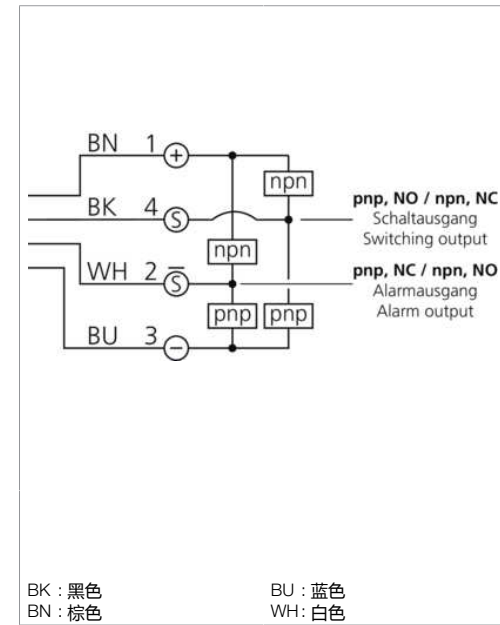 BN 1 +
npn
BK 4 S
pnp, NO / npn, NC
Schaltausgang
Switching output
npn
WH 2 S̅
pnp, NC / npn, NO
Alarmausgang
Alarm output
pnp pnp
BU 3 −
BK : 黑色
BU : 蓝色
BN : 棕色
WH : 白色